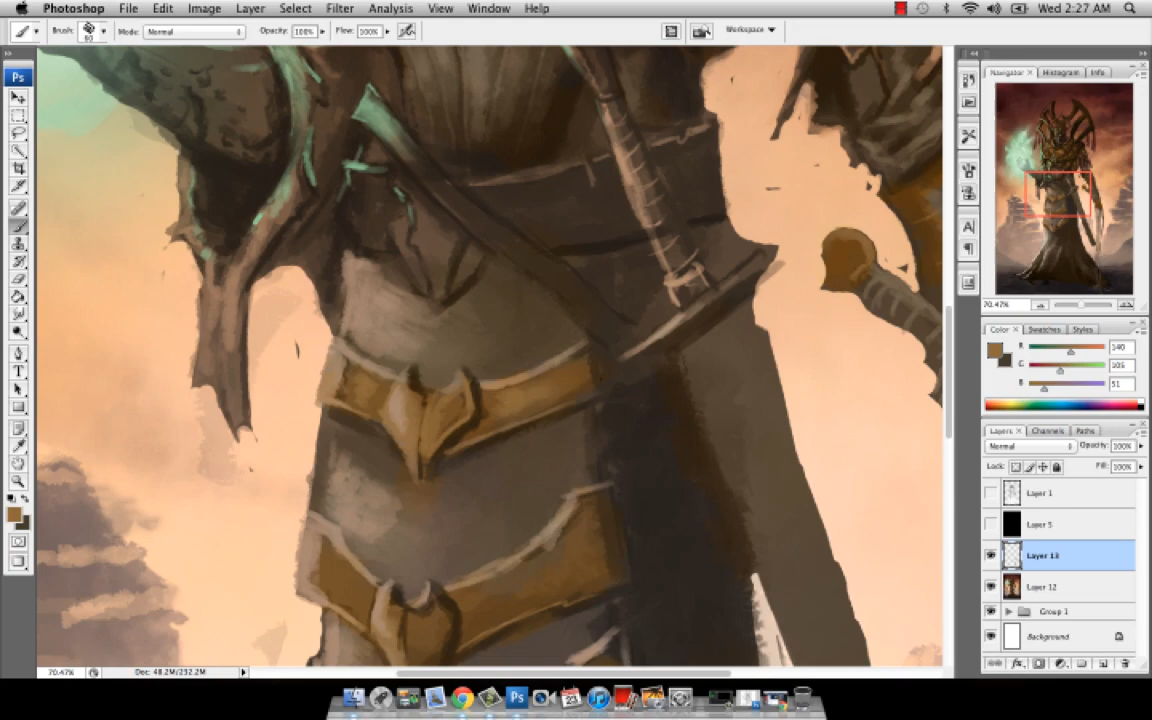 Photoshop File Edit Image Layer Select Filter Analysis View Window Help Wed 2:27 AM
Brush: 90 Mode: Normal Opacity: 100% Flow: 100% Workspace
Ps
Navigator × Histogram Info
70.47%
Color × Swatches Styles
R 140
G 105
B 51
Layers × Channels Paths
Normal Opacity: 100%
Lock: Fill: 100%
Layer 1
Layer 5
Layer 13
Layer 12
Group 1
Background
70.47% Doc: 48.2M/232.2M
Ps